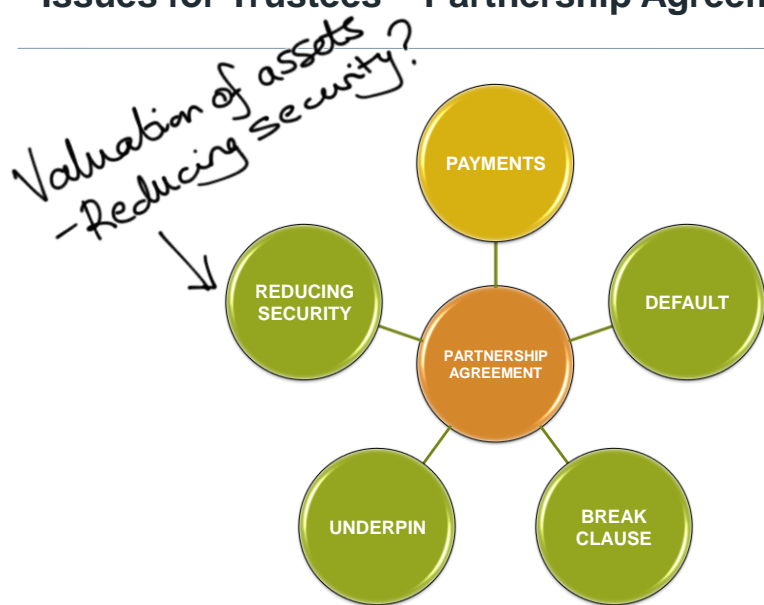 Issues for Trustees – Partnership Agreem
Valuation of assets
-Reducing security?
PAYMENTS
REDUCING
SECURITY
DEFAULT
PARTNERSHIP
AGREEMENT
UNDERPIN
BREAK
CLAUSE